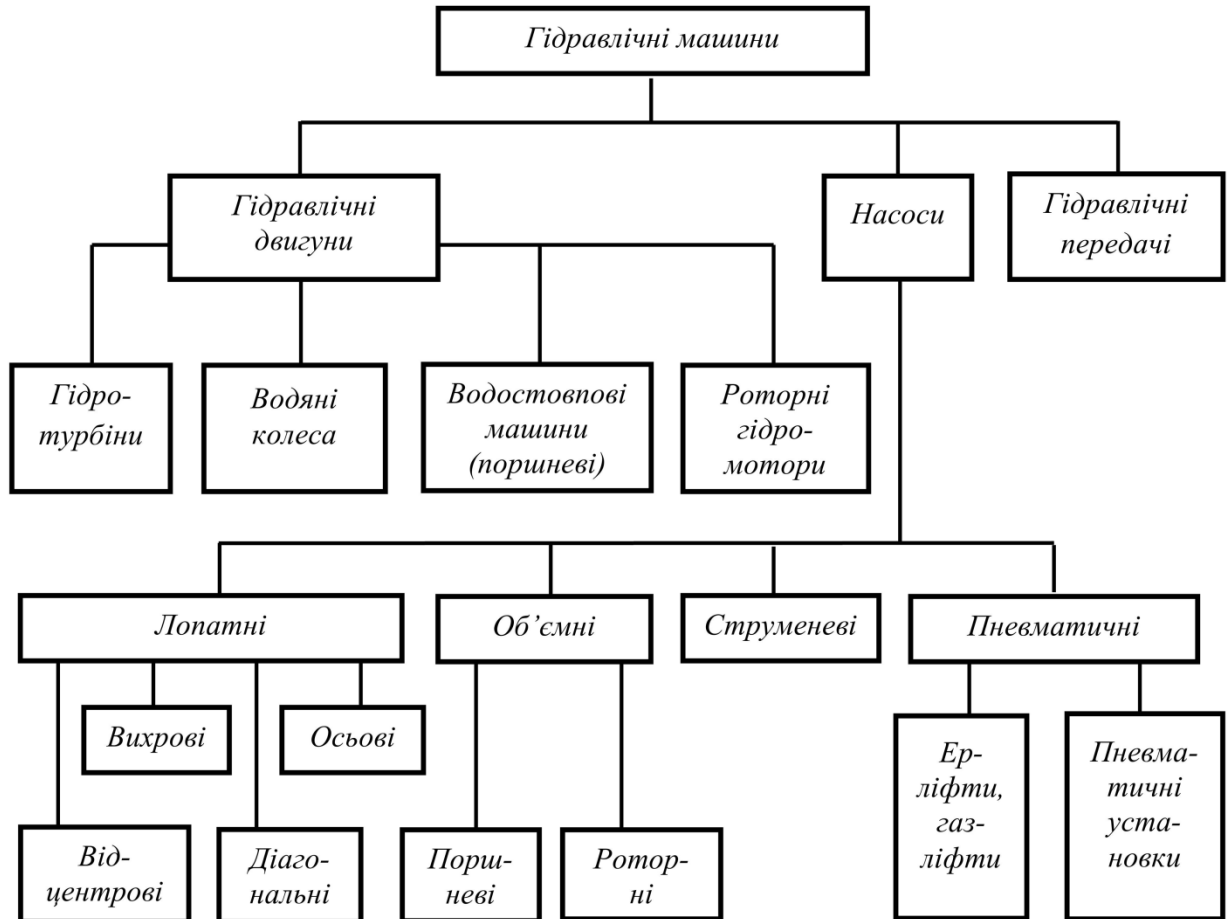 Гідравлічні машини
Гідравлічні
двигуни
Насоси
Гідравлічні
передачі
Гідро-
турбіни
Водяні
колеса
Водостовпові
машини
(поршневі)
Роторні
гідро-
мотори
Лопатні
Об’ємні
Струменеві
Пневматичні
Вихрові
Осьові
Від-
центрові
Діаго-
нальні
Порш-
неві
Ротор-
ні
Ер-
ліфти,
газ-
ліфти
Пневма-
тичні
уста-
новки